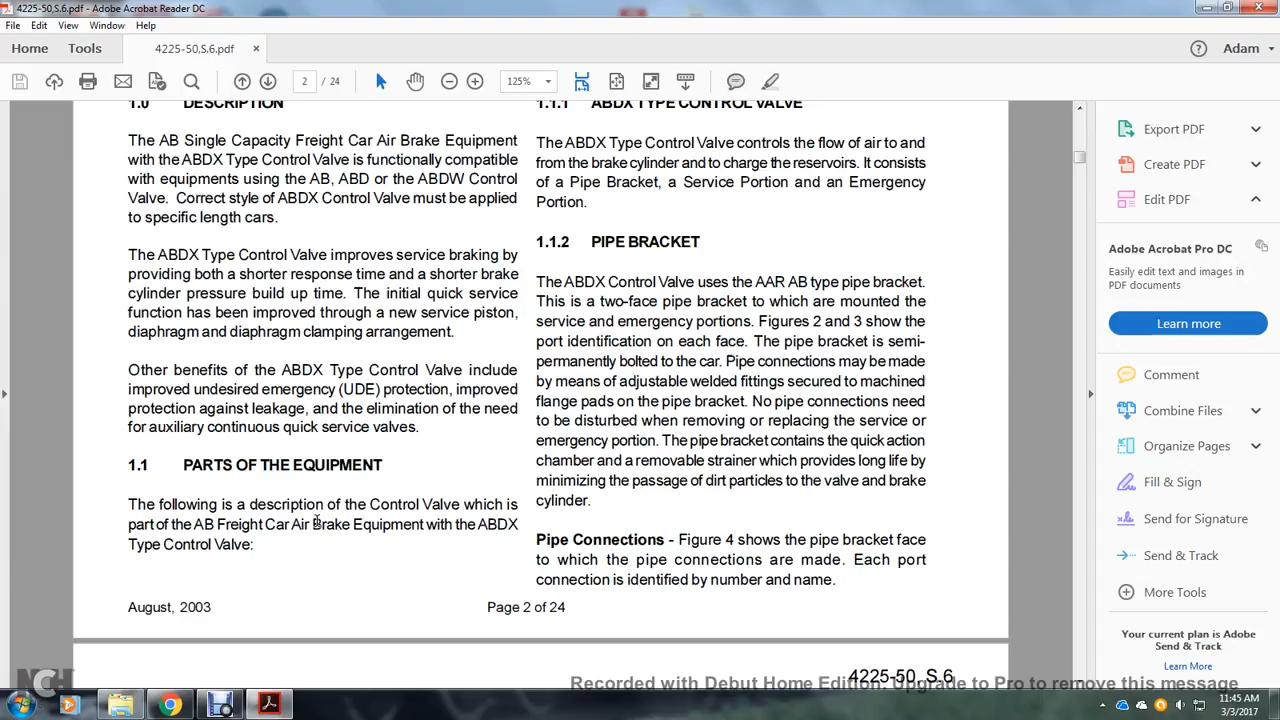 4225-50,S.6.pdf - Adobe Acrobat Reader DC
File Edit View Window Help
Home Tools 4225-50,S.6.pdf × Adam
2 / 24 125%
1.0 DESCRIPTION
The AB Single Capacity Freight Car Air Brake Equipment
with the ABDX Type Control Valve is functionally compatible
with equipments using the AB, ABD or the ABDW Control
Valve. Correct style of ABDX Control Valve must be applied
to specific length cars.
The ABDX Type Control Valve improves service braking by
providing both a shorter response time and a shorter brake
cylinder pressure build up time. The initial quick service
function has been improved through a new service piston,
diaphragm and diaphragm clamping arrangement.
Other benefits of the ABDX Type Control Valve include
improved undesired emergency (UDE) protection, improved
protection against leakage, and the elimination of the need
for auxiliary continuous quick service valves.
1.1 PARTS OF THE EQUIPMENT
The following is a description of the Control Valve which is
part of the AB Freight Car Air Brake Equipment with the ABDX
Type Control Valve:
1.1.1 ABDX TYPE CONTROL VALVE
The ABDX Type Control Valve controls the flow of air to and
from the brake cylinder and to charge the reservoirs. It consists
of a Pipe Bracket, a Service Portion and an Emergency
Portion.
1.1.2 PIPE BRACKET
The ABDX Control Valve uses the AAR AB type pipe bracket.
This is a two-face pipe bracket to which are mounted the
service and emergency portions. Figures 2 and 3 show the
port identification on each face. The pipe bracket is semi-
permanently bolted to the car. Pipe connections may be made
by means of adjustable welded fittings secured to machined
flange pads on the pipe bracket. No pipe connections need
to be disturbed when removing or replacing the service or
emergency portion. The pipe bracket contains the quick action
chamber and a removable strainer which provides long life by
minimizing the passage of dirt particles to the valve and brake
cylinder.
Pipe Connections - Figure 4 shows the pipe bracket face
to which the pipe connections are made. Each port
connection is identified by number and name.
August, 2003 Page 2 of 24
4225-50, S.6
Export PDF
Create PDF
Edit PDF
Adobe Acrobat Pro DC
Easily edit text and images in
PDF documents
Learn more
Comment
Combine Files
Organize Pages
Fill & Sign
Send for Signature
Send & Track
More Tools
Your current plan is Adobe
Send & Track
Learn More
NCH
Recorded with Debut Home Edition. Upgrade to Pro to remove this message
11:45 AM
3/3/2017